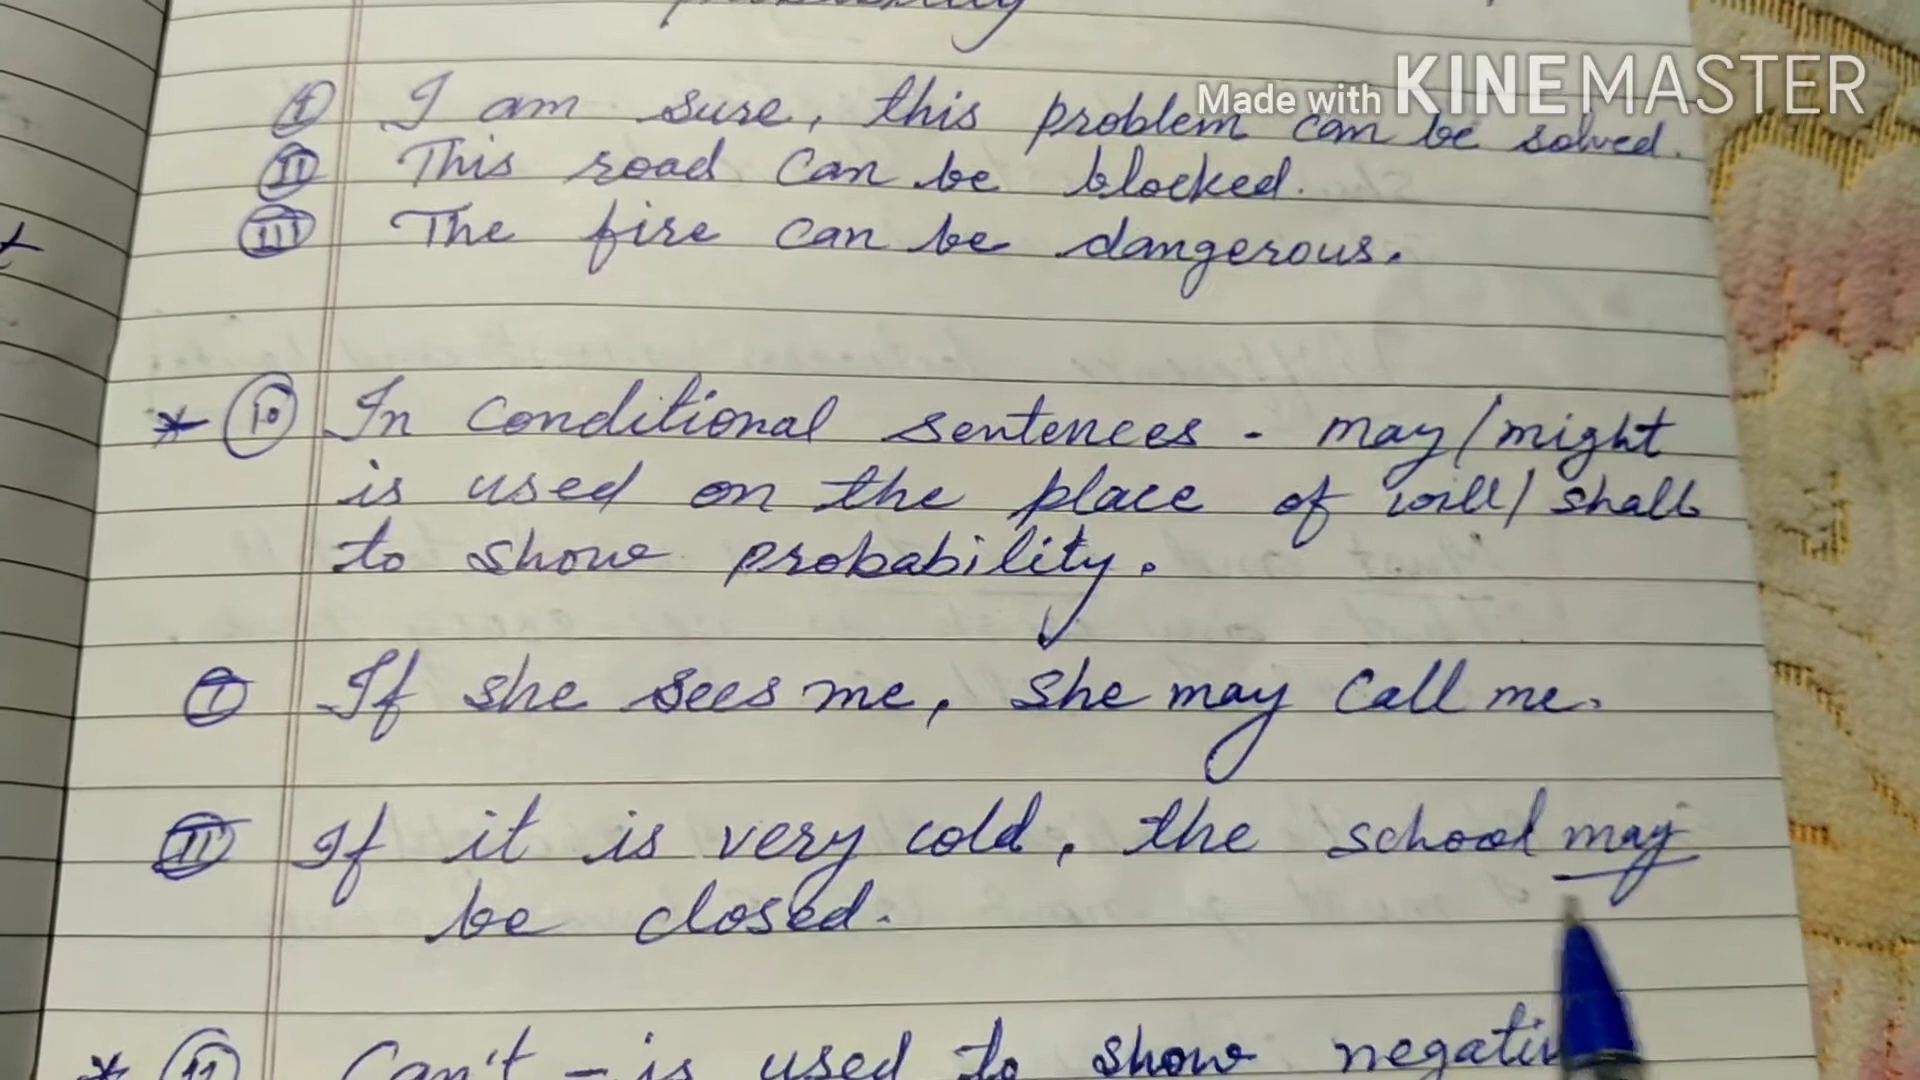 probability
Made with KINEMASTER
I I am sure, this problem can be solved.
II This road can be blocked.
III The fire can be dangerous.
* 10 In conditional sentences - may/might
is used on the place of will/shall
to show probability.
I If she sees me, she may call me.
II If it is very cold, the school may
be closed.
* 11 Can't - is used to show negativ